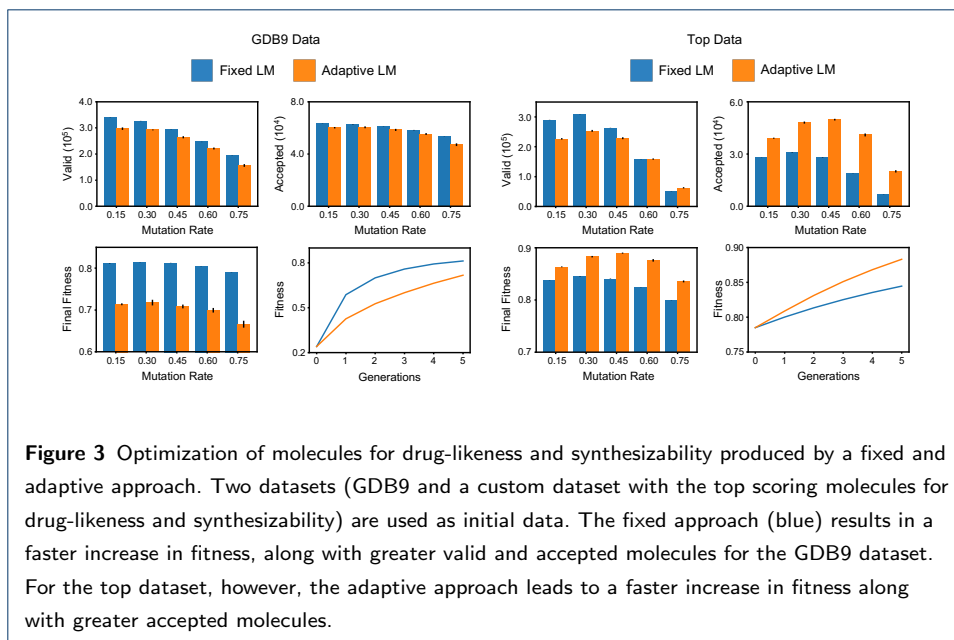 GDB9 Data
Fixed LM Adaptive LM
Valid (10⁵)
4.0
3.0
2.0
1.0
0.0
0.15 0.30 0.45 0.60 0.75
Mutation Rate
Accepted (10⁴)
8.0
4.0
0.0
0.15 0.30 0.45 0.60 0.75
Mutation Rate
Final Fitness
0.8
0.7
0.6
0.15 0.30 0.45 0.60 0.75
Mutation Rate
Fitness
0.8
0.5
0.2
0 1 2 3 4 5
Generations
Top Data
Fixed LM Adaptive LM
Valid (10⁵)
3.0
2.0
1.0
0.0
0.15 0.30 0.45 0.60 0.75
Mutation Rate
Accepted (10⁴)
6.0
3.0
0.0
0.15 0.30 0.45 0.60 0.75
Mutation Rate
Final Fitness
0.9
0.8
0.7
0.15 0.30 0.45 0.60 0.75
Mutation Rate
Fitness
0.90
0.85
0.80
0.75
0 1 2 3 4 5
Generations
Figure 3 Optimization of molecules for drug-likeness and synthesizability produced by a fixed and
adaptive approach. Two datasets (GDB9 and a custom dataset with the top scoring molecules for
drug-likeness and synthesizability) are used as initial data. The fixed approach (blue) results in a
faster increase in fitness, along with greater valid and accepted molecules for the GDB9 dataset.
For the top dataset, however, the adaptive approach leads to a faster increase in fitness along
with greater accepted molecules.